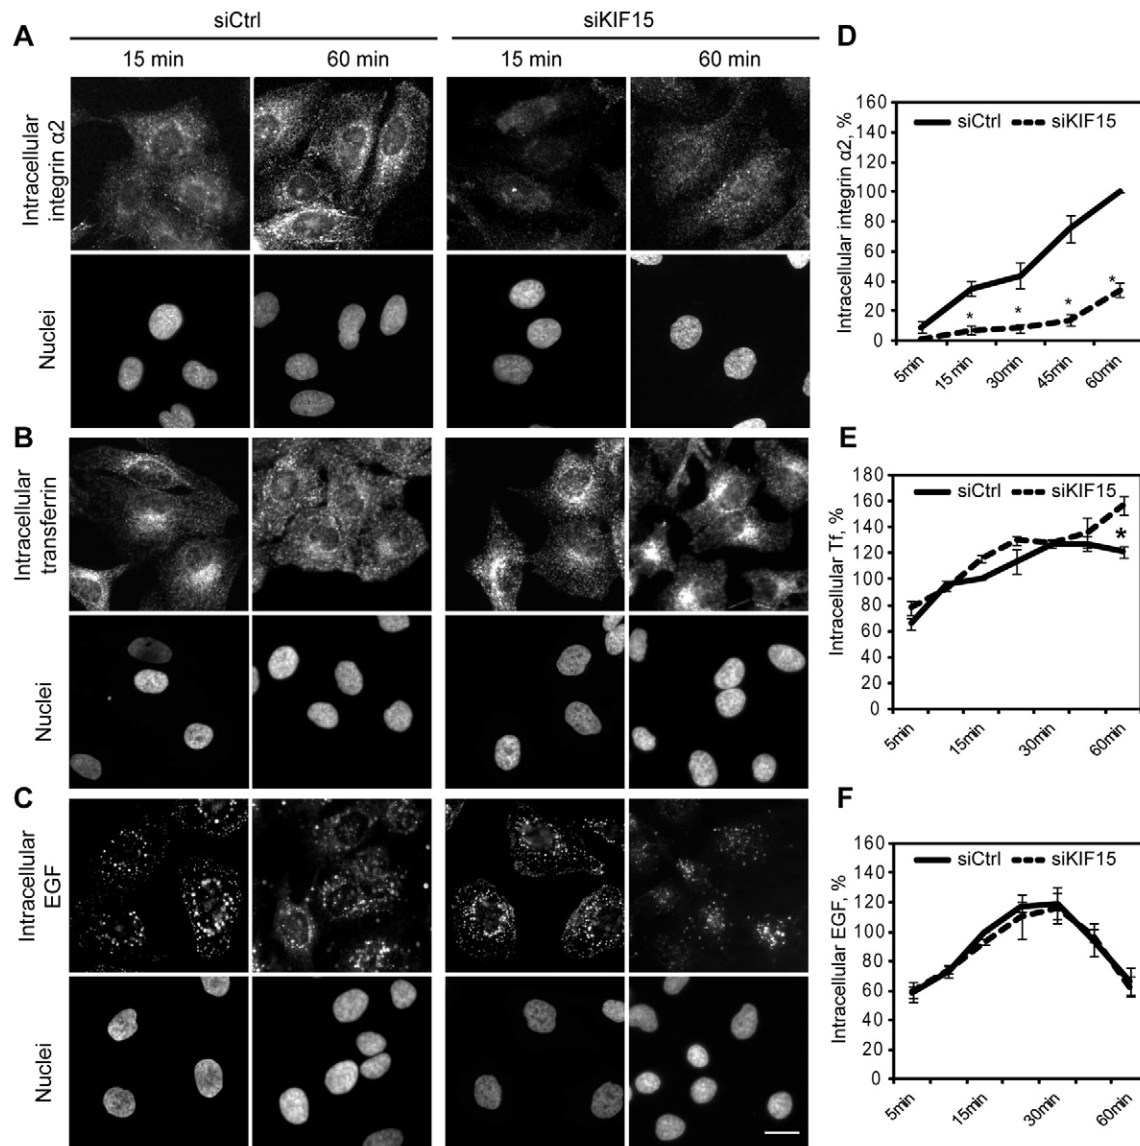 A
siCtrl
siKIF15
15 min
60 min
15 min
60 min
Intracellular
integrin α2
Nuclei
B
Intracellular
transferrin
Nuclei
C
Intracellular
EGF
Nuclei
D
Intracellular integrin α2, %
siCtrl
siKIF15
160
140
120
100
80
60
40
20
0
*
*
*
*
5min
15min
30min
45min
60min
E
Intracellular Tf, %
siCtrl
siKIF15
180
160
140
120
100
80
60
40
20
0
*
5min
15min
30min
60min
F
Intracellular EGF, %
siCtrl
siKIF15
160
140
120
100
80
60
40
20
0
5min
15min
30min
60min